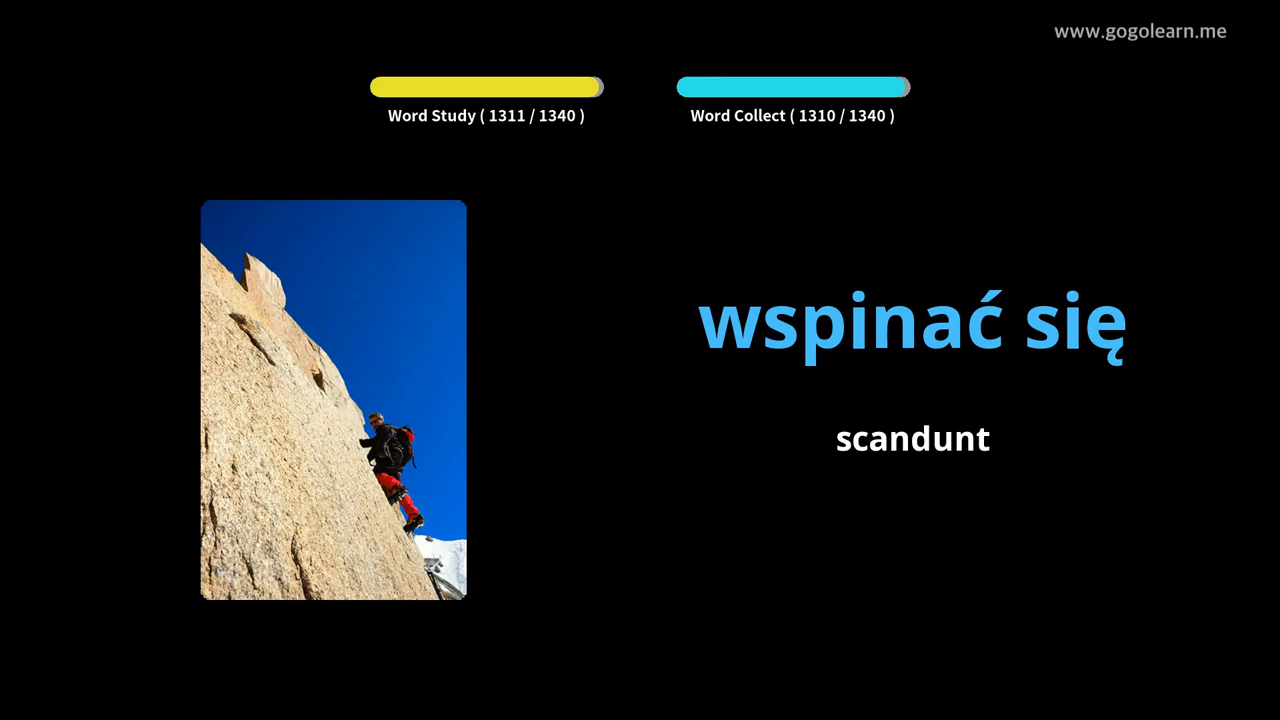 www.gogolearn.me
Word Study ( 1311 / 1340 )
Word Collect ( 1310 / 1340 )
wspinać się
scandunt